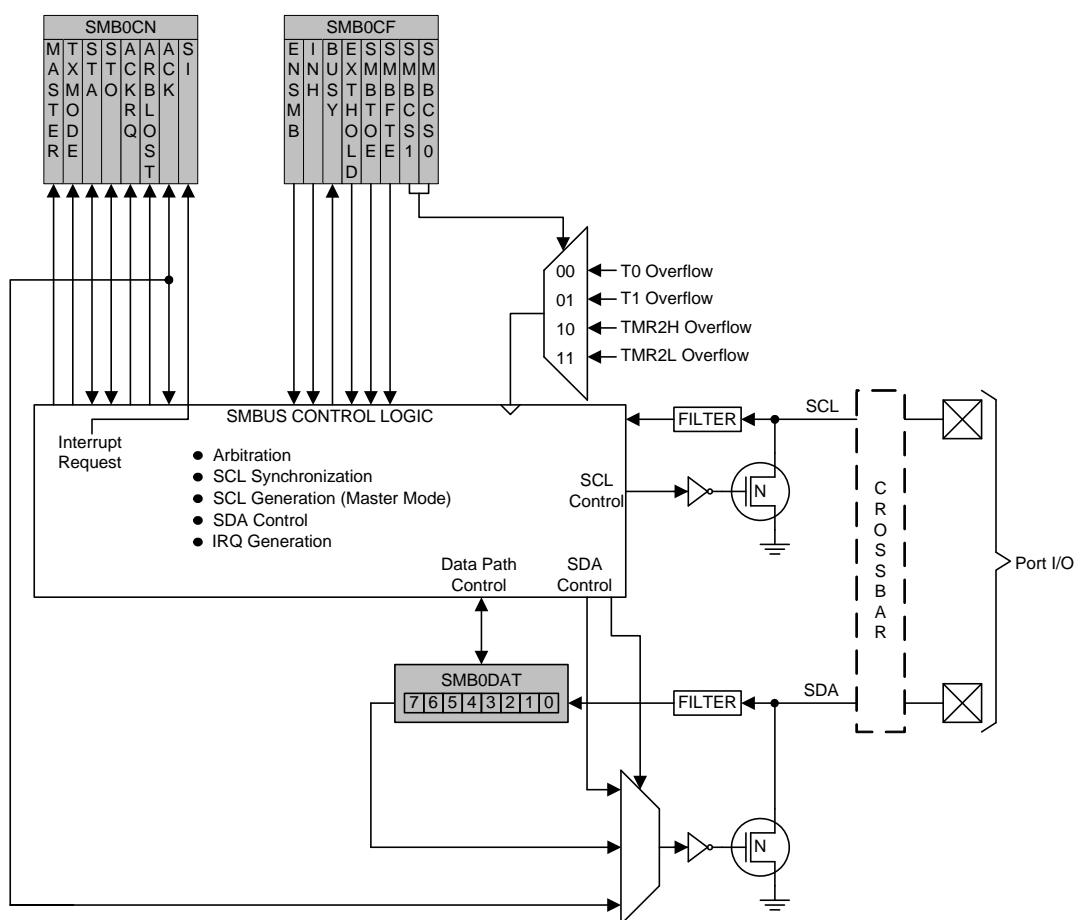 SMB0CN
MASTER
TXMODE
STA
STO
ACKRQ
ARBLOST
ACK
SI
SMB0CF
ENSMB
INH
BUSY
EXTHOLD
SMBTOE
SMBFTE
SMBCS1
SMBCS0
00
T0 Overflow
01
T1 Overflow
10
TMR2H Overflow
11
TMR2L Overflow
SMBUS CONTROL LOGIC
Interrupt
Request
● Arbitration
● SCL Synchronization
● SCL Generation (Master Mode)
● SDA Control
● IRQ Generation
SCL
Control
Data Path
Control
SDA
Control
FILTER
SCL
N
CROSSBAR
Port I/O
SMB0DAT
7 6 5 4 3 2 1 0
FILTER
SDA
N